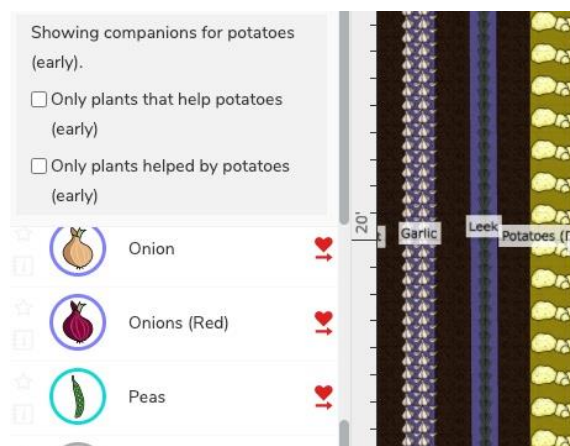 Showing companions for potatoes
(early).
Only plants that help potatoes
(early)
Only plants helped by potatoes
(early)
Onion
Onions (Red)
Peas
20'
Garlic
Leek
Potatoes